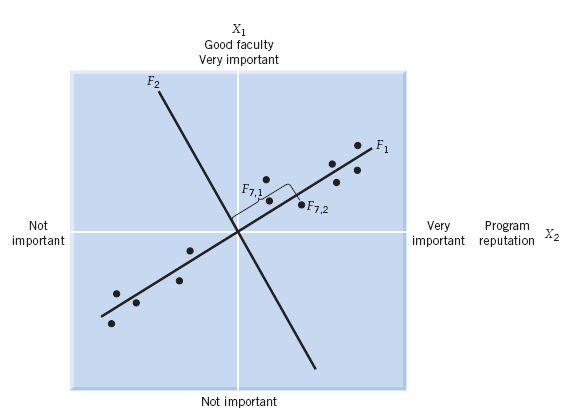 X1
Good faculty
Very important
F2
F1
F7,1
F7,2
Not
important
Very
important
Program
reputation
X2
Not important